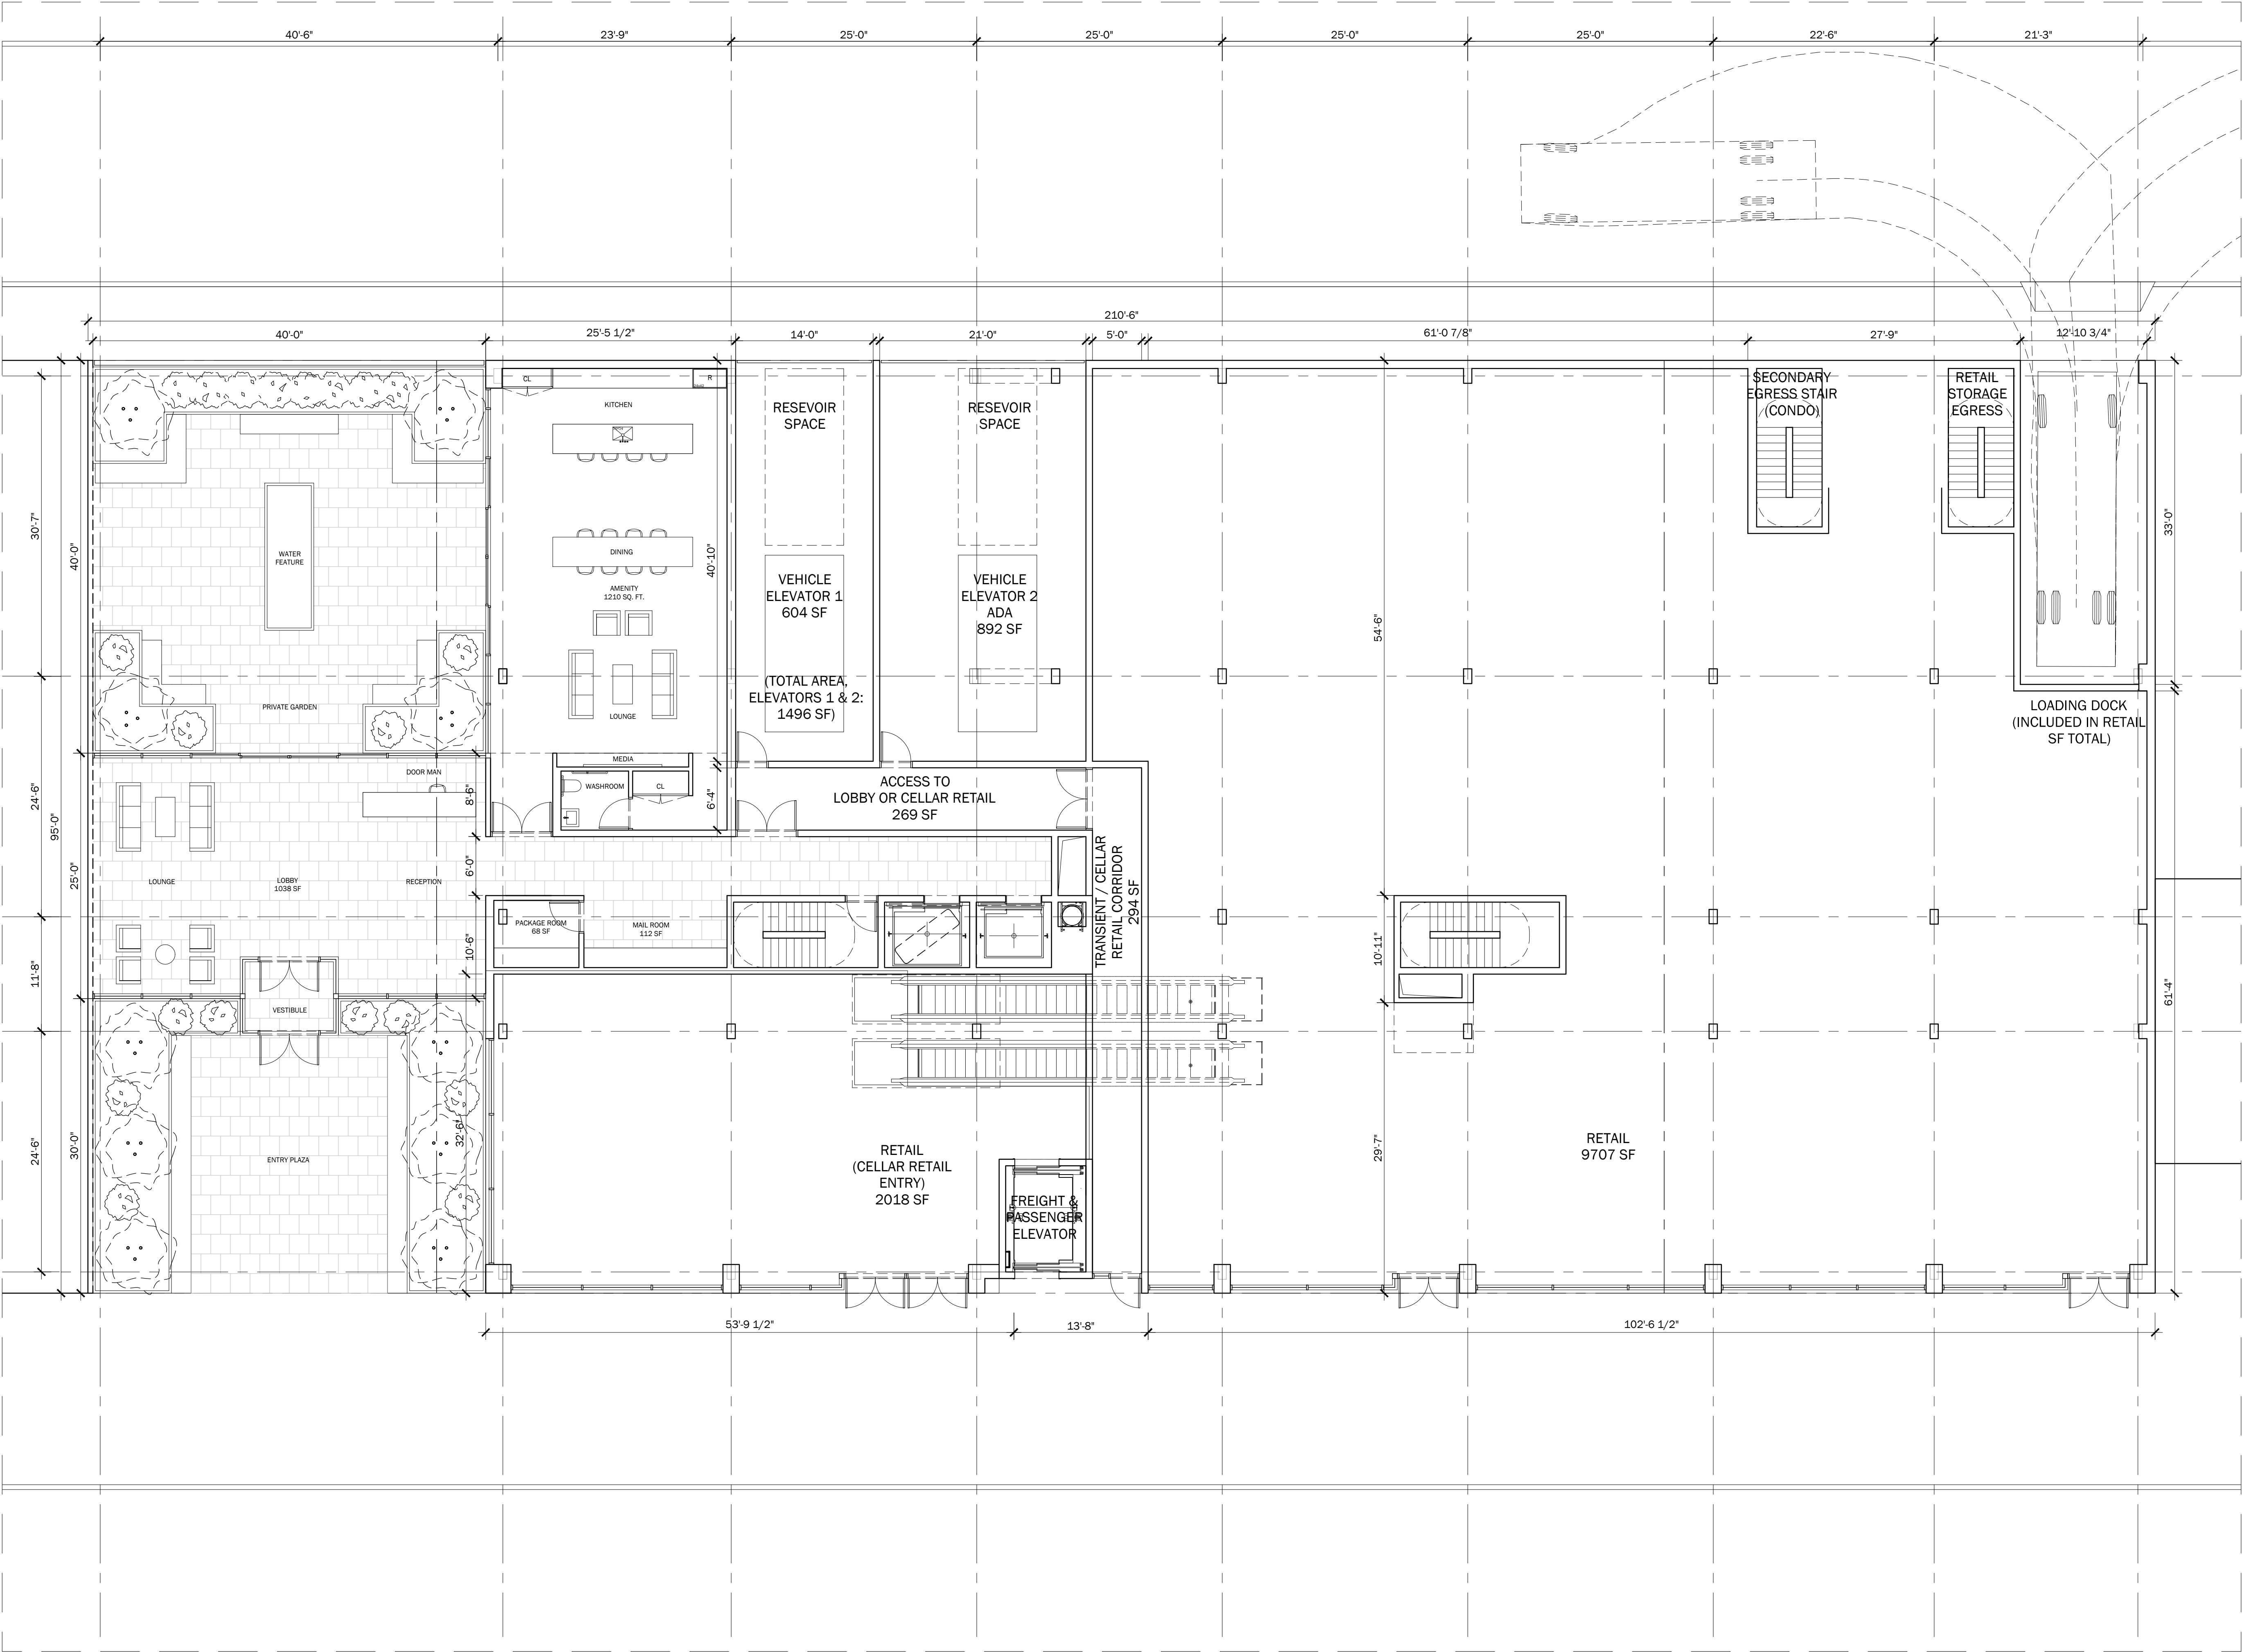 40'-6"
23'-9"
25'-0"
25'-0"
25'-0"
25'-0"
22'-6"
21'-3"
210'-6"
40'-0"
25'-5 1/2"
14'-0"
21'-0"
5'-0"
61'-0 7/8"
27'-9"
12'-10 3/4"
CL
R
KITCHEN
RESEVOIR
SPACE
RESEVOIR
SPACE
SECONDARY
EGRESS STAIR
(CONDO)
RETAIL
STORAGE
EGRESS
30'-7"
40'-0"
WATER
FEATURE
DINING
40'-10"
33'-0"
AMENITY
1210 SQ. FT.
VEHICLE
ELEVATOR 1
604 SF
VEHICLE
ELEVATOR 2
ADA
892 SF
54'-6"
(TOTAL AREA,
ELEVATORS 1 & 2:
1496 SF)
PRIVATE GARDEN
LOUNGE
LOADING DOCK
(INCLUDED IN RETAIL
SF TOTAL)
MEDIA
DOOR MAN
WASHROOM
CL
24'-6"
95'-0"
8'-6"
6'-4"
ACCESS TO
LOBBY OR CELLAR RETAIL
269 SF
25'-0"
6'-0"
LOUNGE
LOBBY
1038 SF
RECEPTION
TRANSIENT / CELLAR
RETAIL CORRIDOR
294 SF
PACKAGE ROOM
68 SF
MAIL ROOM
112 SF
11'-8"
10'-6"
10'-11"
61'-4"
VESTIBULE
24'-6"
30'-0"
32'-6"
29'-7"
ENTRY PLAZA
RETAIL
(CELLAR RETAIL
ENTRY)
2018 SF
RETAIL
9707 SF
FREIGHT &
PASSENGER
ELEVATOR
53'-9 1/2"
13'-8"
102'-6 1/2"